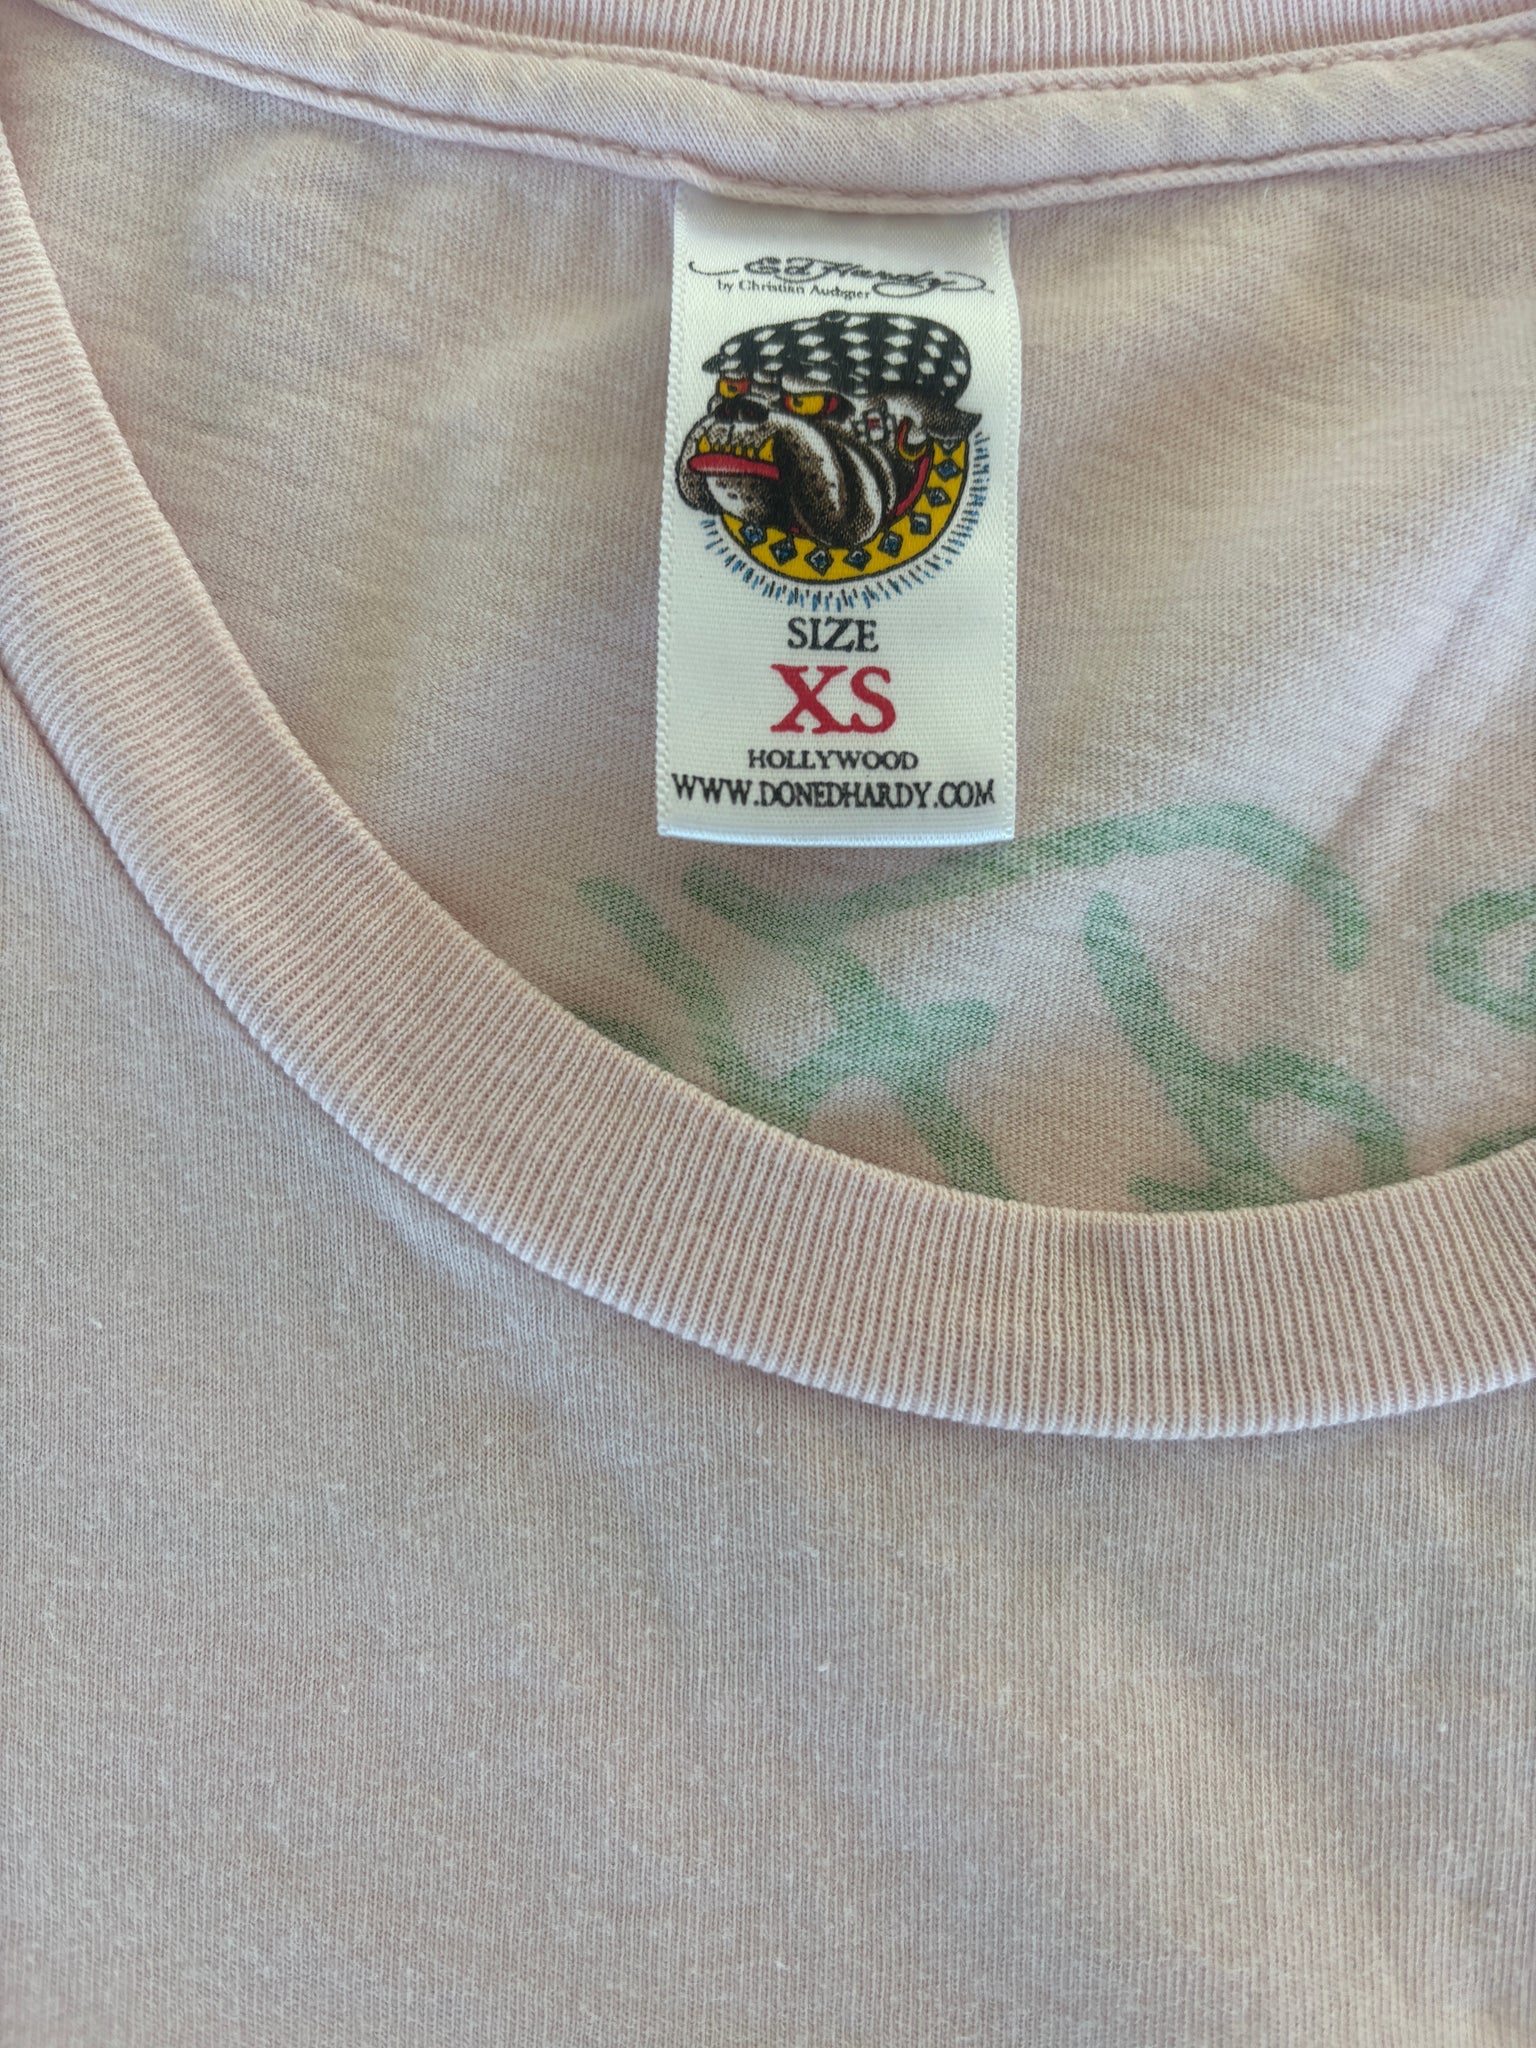 Ed Hardy
by Christian Audigier
SIZE
XS
HOLLYWOOD
WWW.DONEDHARDY.COM